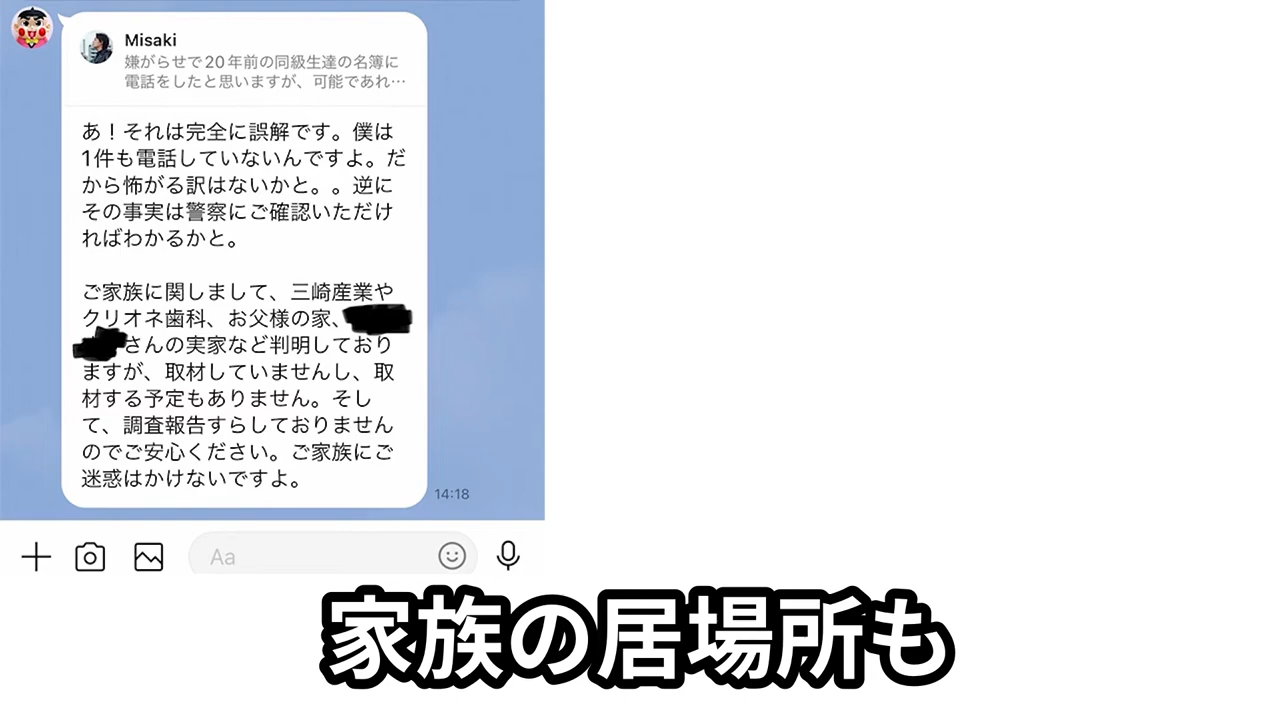 Misaki
嫌がらせで20年前の同級生達の名簿に
電話をしたと思いますが、可能であれ…
あ！それは完全に誤解です。僕は
1件も電話していないんですよ。だ
から怖がる訳はないかと。。逆に
その事実は警察にご確認いただけ
ればわかるかと。
ご家族に関しまして、三崎産業や
クリオネ歯科、お父様の家、
さんの実家など判明しており
ますが、取材していませんし、取
材する予定もありません。そし
て、調査報告すらしておりません
のでご安心ください。ご家族にご
迷惑はかけないですよ。
14:18
Aa
家族の居場所も